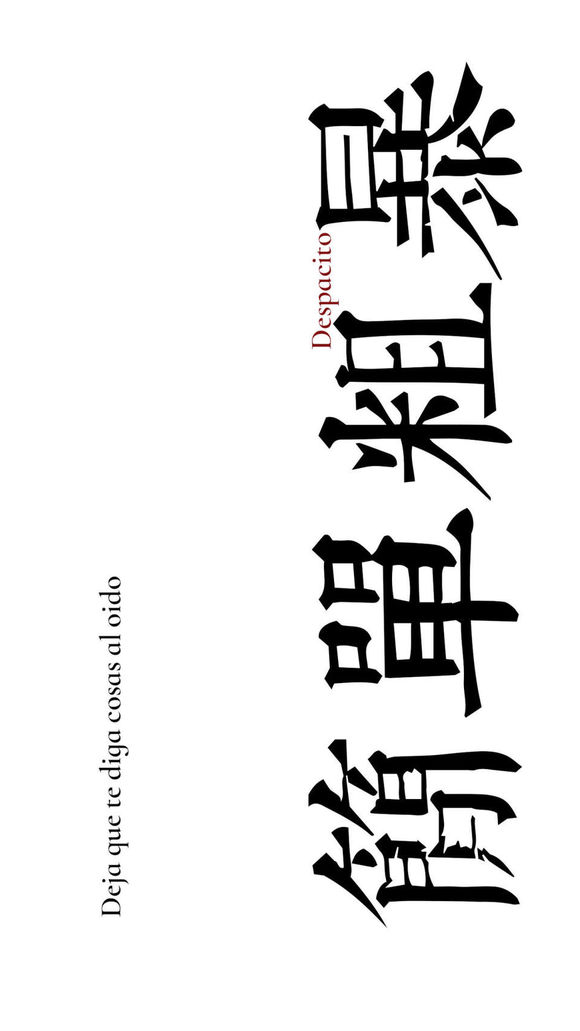 Deja que te diga cosas al oido
Despacito
簡單粗暴